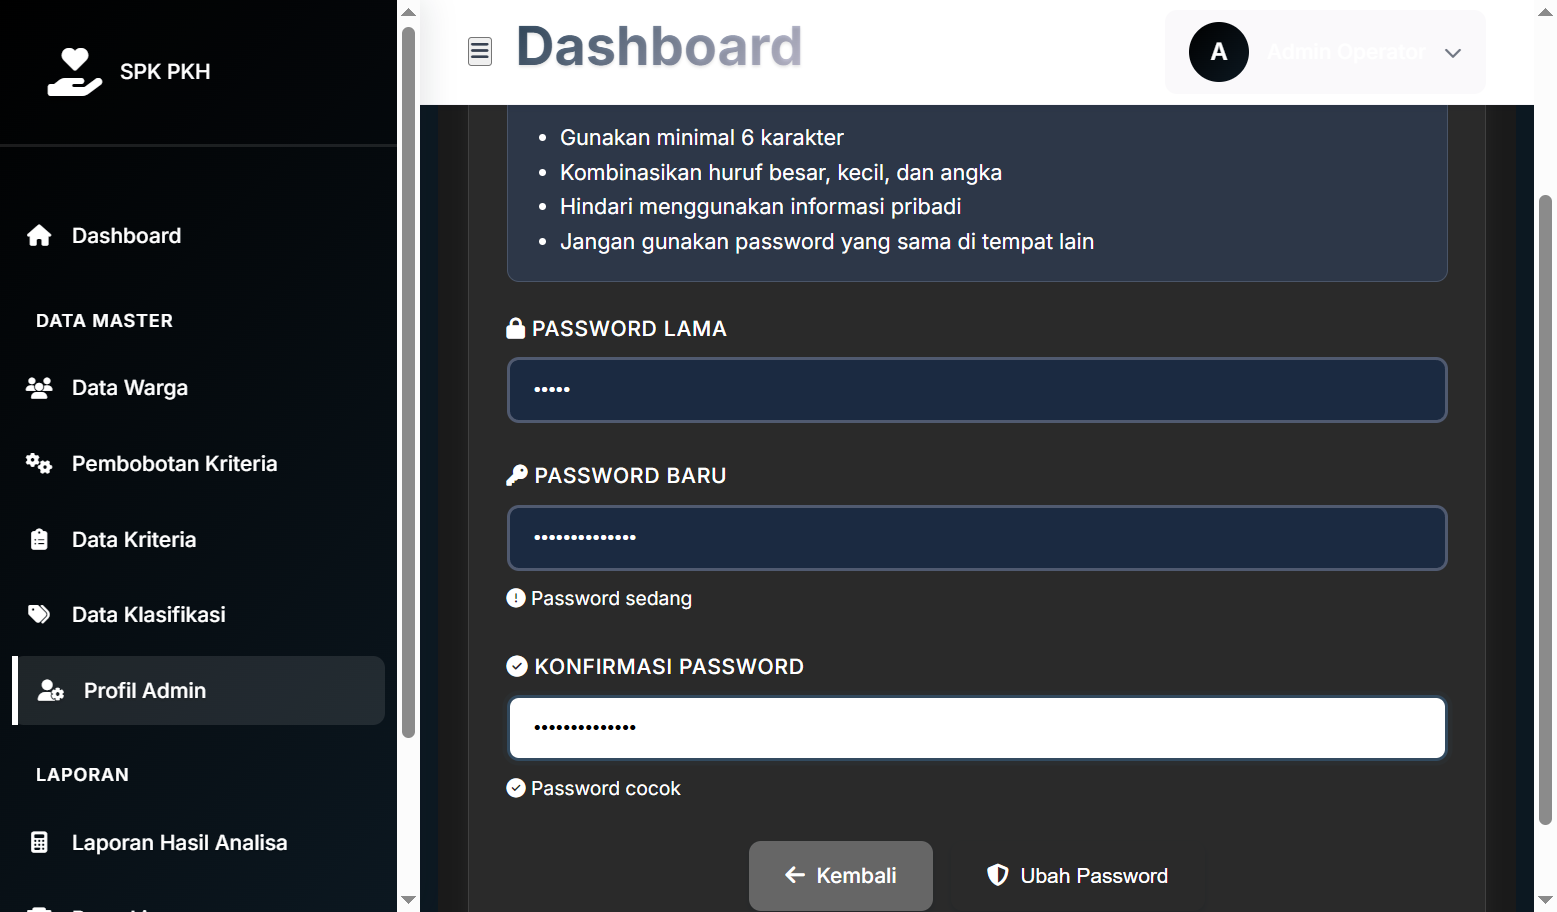 SPK PKH
Dashboard
DATA MASTER
Data Warga
Pembobotan Kriteria
Data Kriteria
Data Klasifikasi
Profil Admin
LAPORAN
Laporan Hasil Analisa
Dashboard
A
Admin Operator
Gunakan minimal 6 karakter
Kombinasikan huruf besar, kecil, dan angka
Hindari menggunakan informasi pribadi
Jangan gunakan password yang sama di tempat lain
PASSWORD LAMA
•••••
PASSWORD BARU
••••••••••••••
Password sedang
KONFIRMASI PASSWORD
••••••••••••••
Password cocok
Kembali
Ubah Password